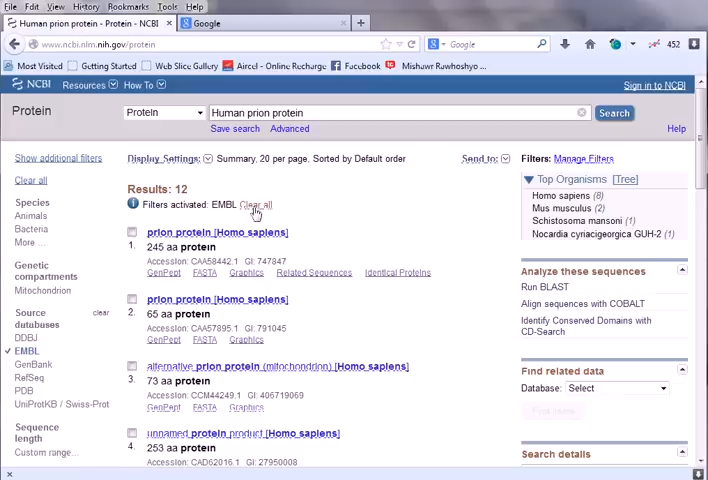 File Edit View History Bookmarks Tools Help
Human prion protein - Protein - NCBI × Google × +
www.ncbi.nlm.nih.gov/protein Google 452
Most Visited Getting Started Web Slice Gallery Aircel - Online Recharge Facebook Mishawr Rawhoshyo ...
NCBI Resources How To Sign in to NCBI
Protein Protein Human prion protein Search
Save search Advanced Help
Show additional filters
Clear all
Species
Animals
Bacteria
More ...
Genetic
compartments
Mitochondrion
Source
databases clear
DDBJ
EMBL
GenBank
RefSeq
PDB
UniProtKB / Swiss-Prot
Sequence
length
Custom range...
Display Settings: Summary, 20 per page, Sorted by Default order Send to:
Results: 12
Filters activated: EMBL Clear all
prion protein [Homo sapiens]
1. 245 aa protein
Accession: CAA58442.1 GI: 747847
GenPept FASTA Graphics Related Sequences Identical Proteins
prion protein [Homo sapiens]
2. 65 aa protein
Accession: CAA57895.1 GI: 791045
GenPept FASTA Graphics
alternative prion protein (mitochondrion) [Homo sapiens]
3. 73 aa protein
Accession: CCM44249.1 GI: 406719069
GenPept FASTA Graphics
unnamed protein product [Homo sapiens]
4. 253 aa protein
Accession: CAD62016.1 GI: 27950008
Filters: Manage Filters
Top Organisms [Tree]
Homo sapiens (8)
Mus musculus (2)
Schistosoma mansoni (1)
Nocardia cyriacigeorgica GUH-2 (1)
Analyze these sequences
Run BLAST
Align sequences with COBALT
Identify Conserved Domains with
CD-Search
Find related data
Database: Select
Find items
Search details